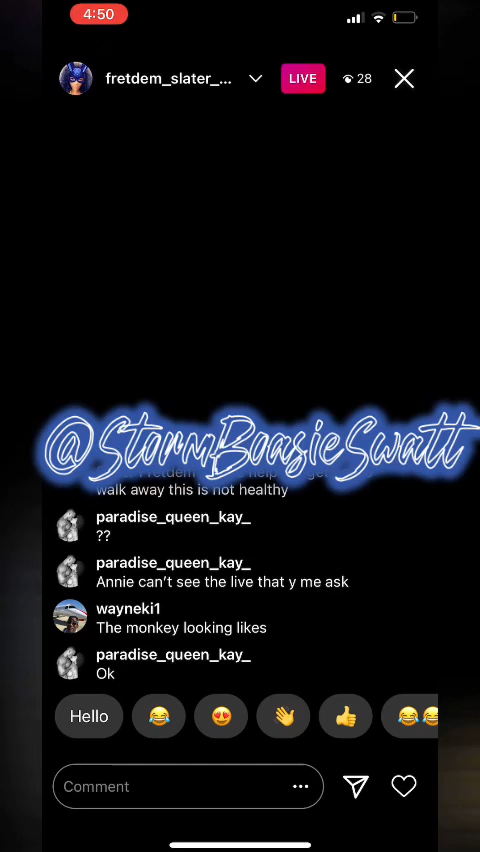 4:50
fretdem_slater_...
LIVE
28
@StormBoasieSwatt
walk away this is not healthy
paradise_queen_kay_
??
paradise_queen_kay_
Annie can't see the live that y me ask
wayneki1
The monkey looking likes
paradise_queen_kay_
Ok
Hello
Comment